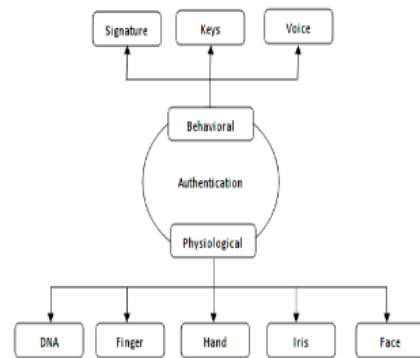 Signature
Keys
Voice
Behavioral
Authentication
Physiological
DNA
Finger
Hand
Iris
Face